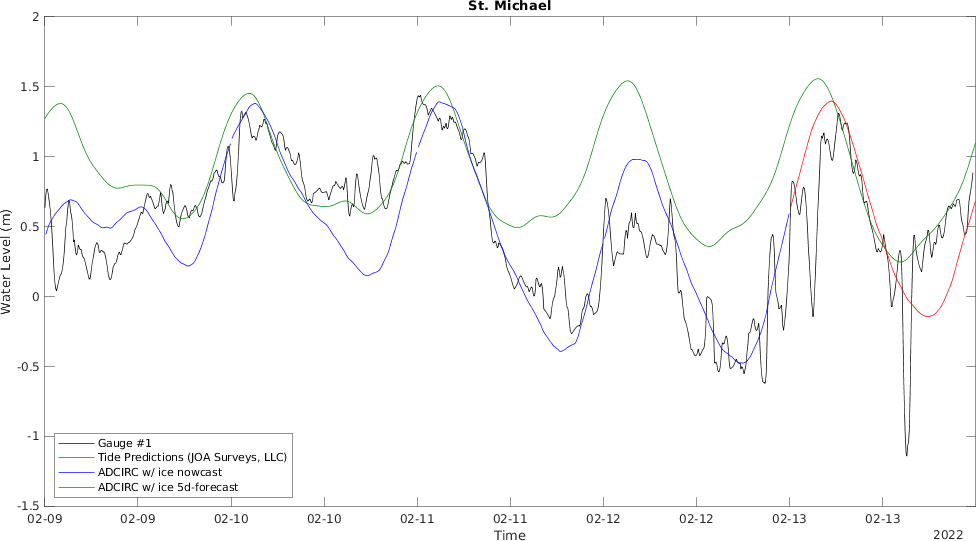 St. Michael
2
1.5
1
0.5
0
-0.5
-1
-1.5
Water Level (m)
Gauge #1
Tide Predictions (JOA Surveys, LLC)
ADCIRC w/ ice nowcast
ADCIRC w/ ice 5d-forecast
02-09 02-09 02-10 02-10 02-11 02-11 02-12 02-12 02-13 02-13
Time
2022